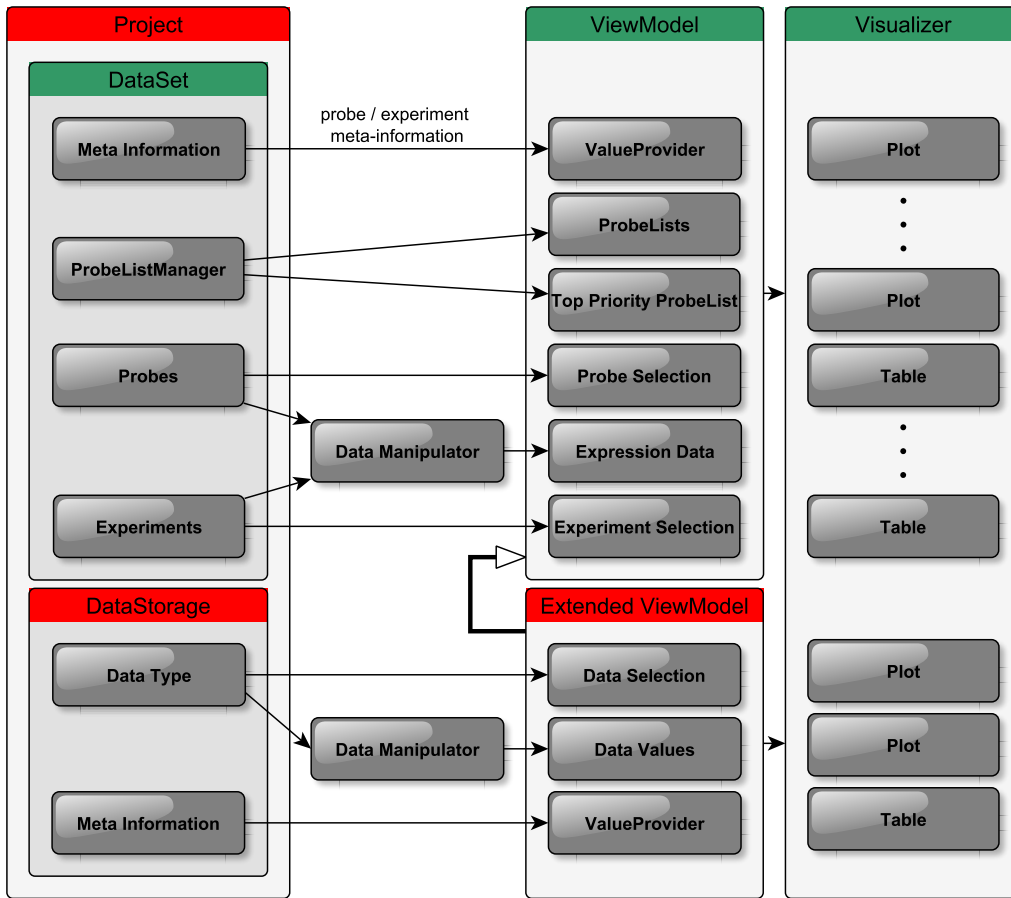 Project
DataSet
Meta Information
ProbeListManager
Probes
Experiments
DataStorage
Data Type
Meta Information
probe / experiment
meta-information
Data Manipulator
Data Manipulator
ViewModel
ValueProvider
ProbeLists
Top Priority ProbeList
Probe Selection
Expression Data
Experiment Selection
Extended ViewModel
Data Selection
Data Values
ValueProvider
Visualizer
Plot
Plot
Table
Table
Plot
Plot
Table